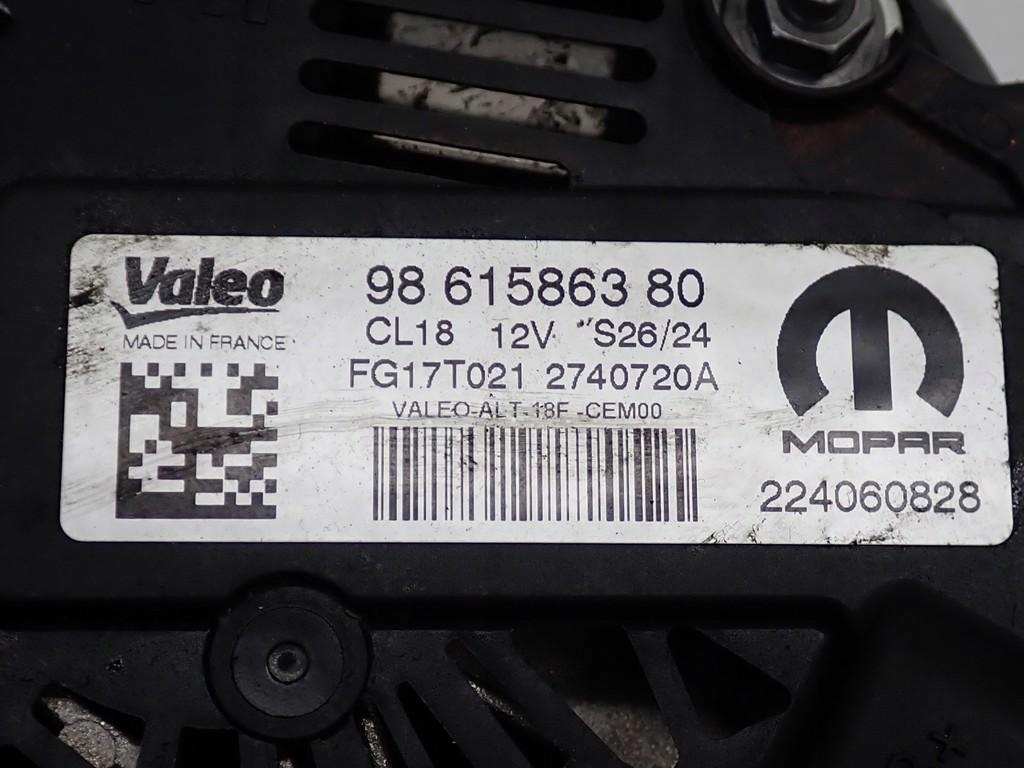 Valeo
MADE IN FRANCE
98 615863 80
CL18 12V S26/24
FG17T021 2740720A
VALEO-ALT-18F -CEM00
MOPAR
224060828